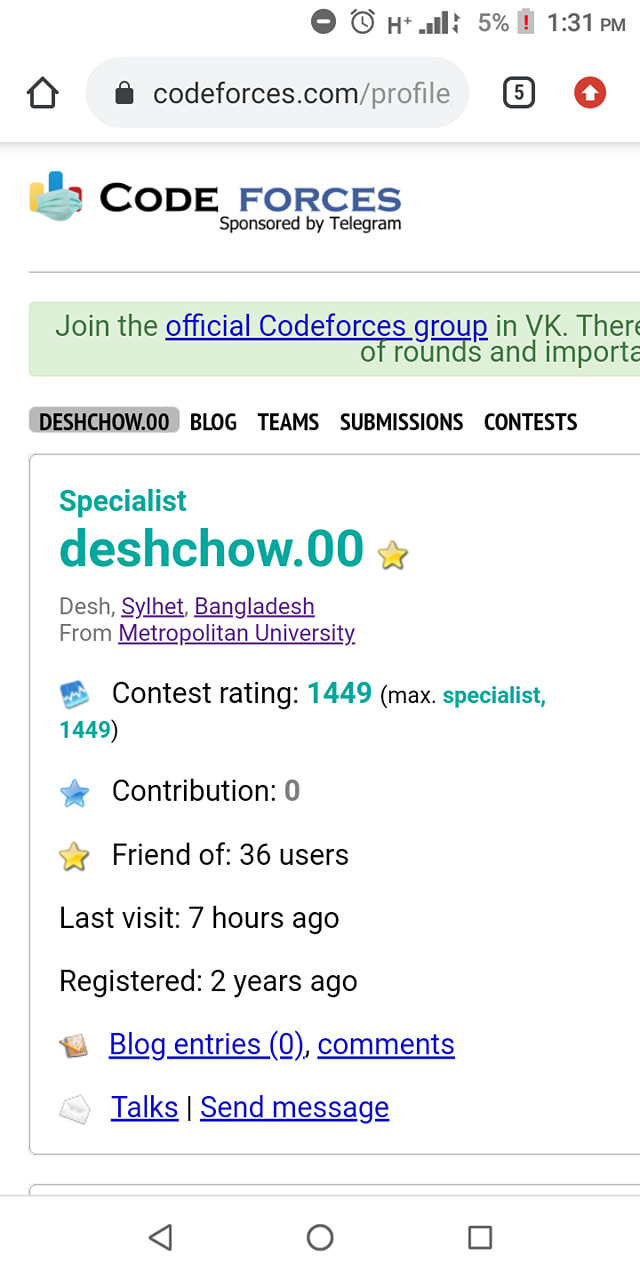 H+ 5% 1:31 PM
codeforces.com/profile 5
CODE FORCES
Sponsored by Telegram
Join the official Codeforces group in VK. There
of rounds and importa
DESHCHOW.00 BLOG TEAMS SUBMISSIONS CONTESTS
Specialist
deshchow.00
Desh, Sylhet, Bangladesh
From Metropolitan University
Contest rating: 1449 (max. specialist,
1449)
Contribution: 0
Friend of: 36 users
Last visit: 7 hours ago
Registered: 2 years ago
Blog entries (0), comments
Talks | Send message